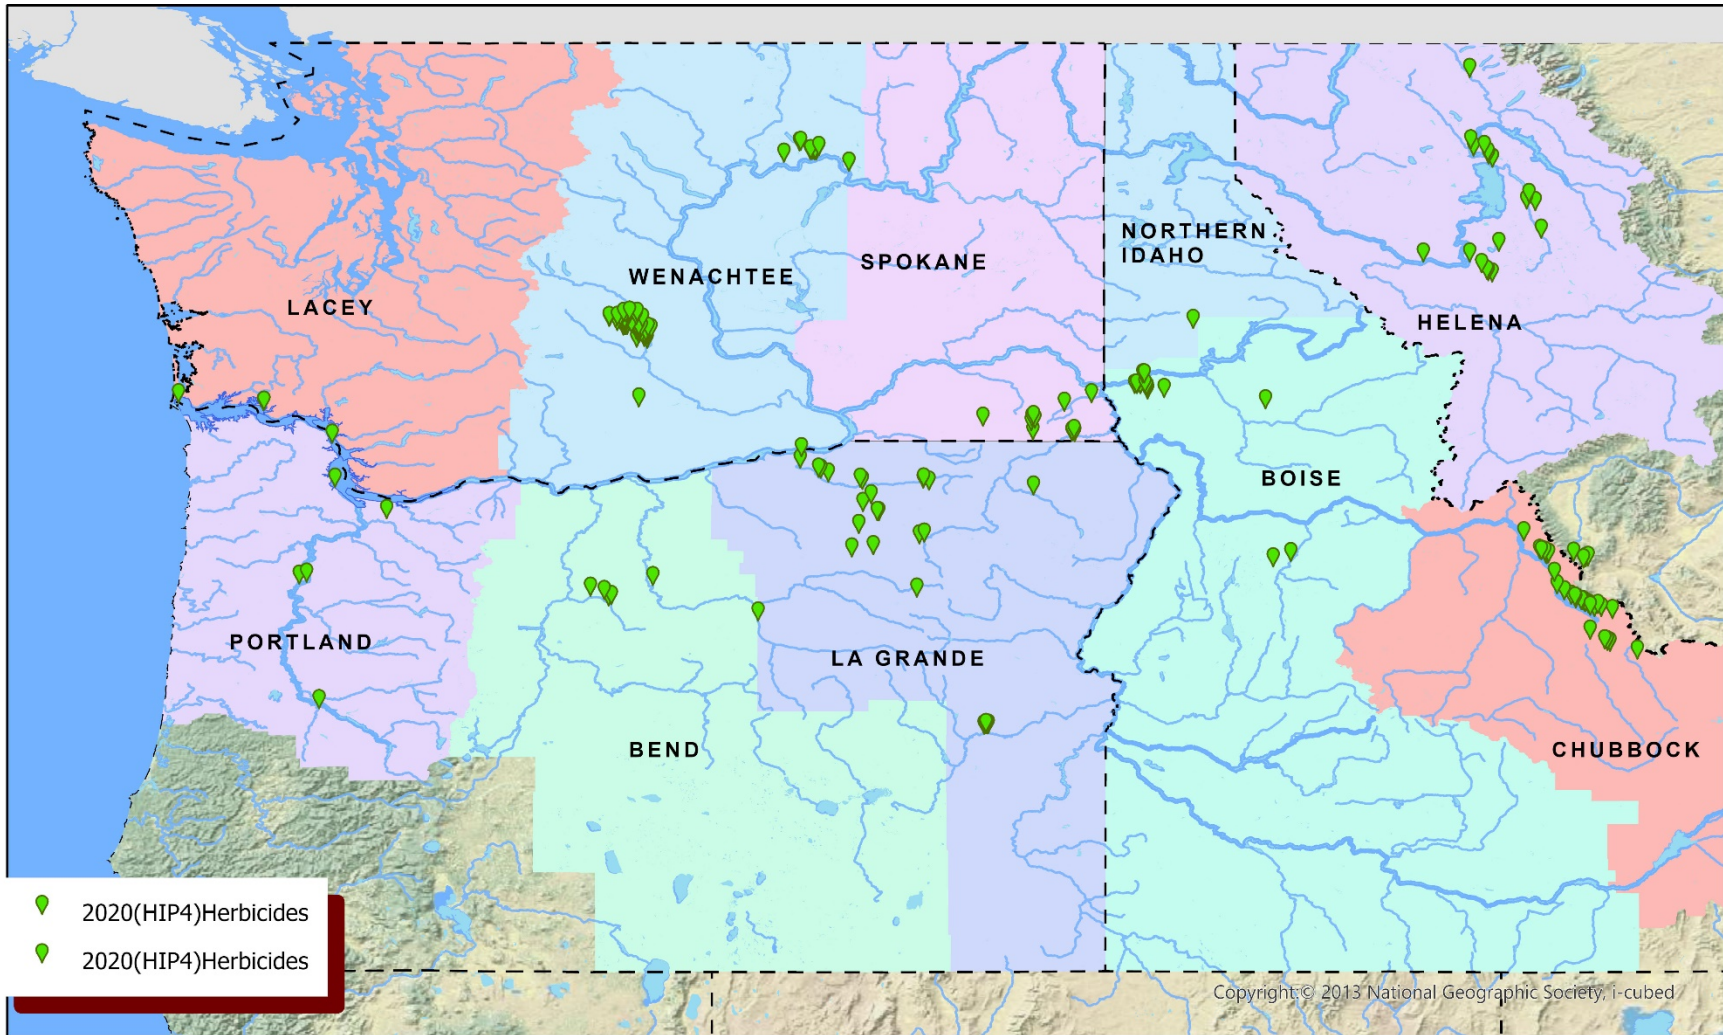 NORTHERN
IDAHO
SPOKANE
WENACHTEE
LACEY
HELENA
BOISE
PORTLAND
LA GRANDE
BEND
CHUBBOCK
2020(HIP4)Herbicides
2020(HIP4)Herbicides
Copyright:© 2013 National Geographic Society, i-cubed